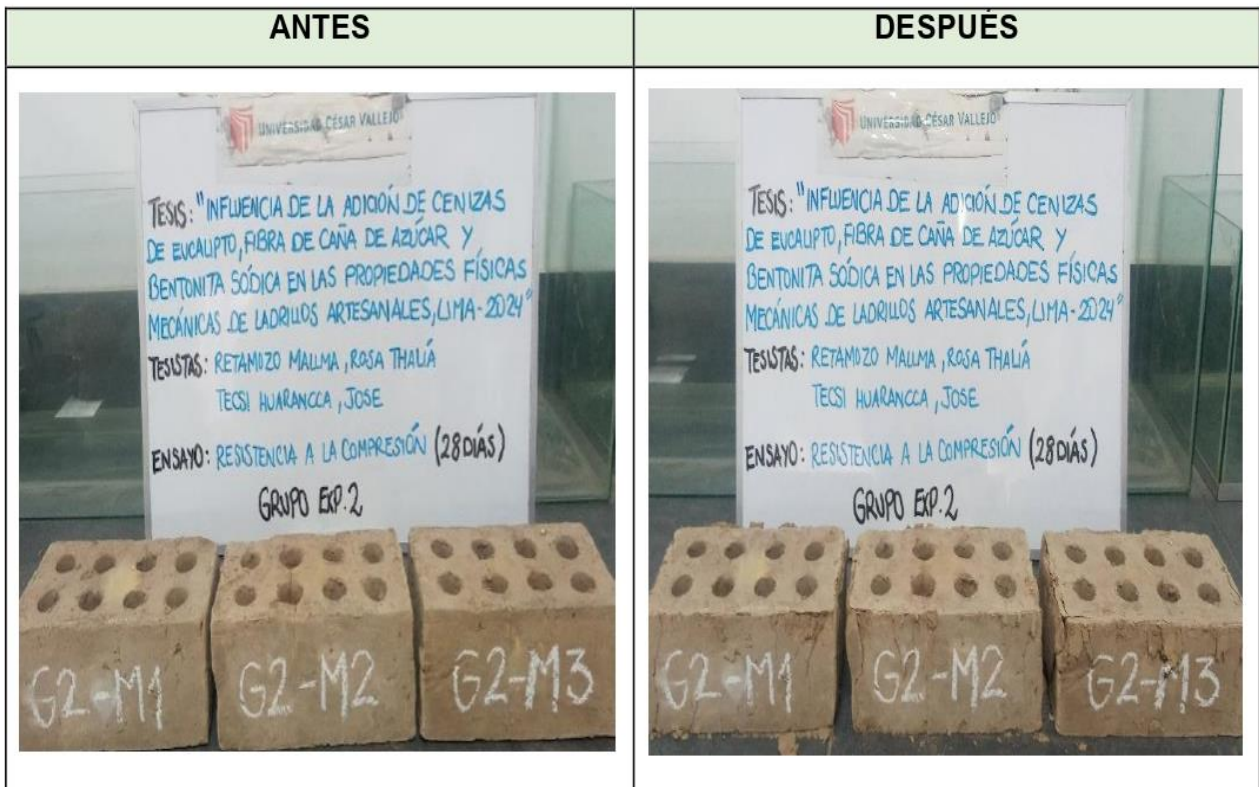 ANTES
DESPUÉS
UNIVERSIDAD CÉSAR VALLEJO
TESIS: "INFLUENCIA DE LA ADICIÓN DE CENIZAS
DE EUCALIPTO, FIBRA DE CAÑA DE AZÚCAR Y
BENTONITA SÓDICA EN LAS PROPIEDADES FÍSICAS
MECÁNICAS DE LADRILLOS ARTESANALES, LIMA-2024"
TESISTAS: RETAMOZO MALLMA, ROSA THALIÁ
TECSI HUARANCCA, JOSE
ENSAYO: RESISTENCIA A LA COMPRESIÓN (28 DÍAS)
GRUPO EXP. 2
G2-M1
G2-M2
G2-M3
UNIVERSIDAD CÉSAR VALLEJO
TESIS: "INFLUENCIA DE LA ADICIÓN DE CENIZAS
DE EUCALIPTO, FIBRA DE CAÑA DE AZÚCAR Y
BENTONITA SÓDICA EN LAS PROPIEDADES FÍSICAS
MECÁNICAS DE LADRILLOS ARTESANALES, LIMA-2024"
TESISTAS: RETAMOZO MALLMA, ROSA THALIÁ
TECSI HUARANCCA, JOSE
ENSAYO: RESISTENCIA A LA COMPRESIÓN (28 DÍAS)
GRUPO EXP. 2
G2-M1
G2-M2
G2-M3